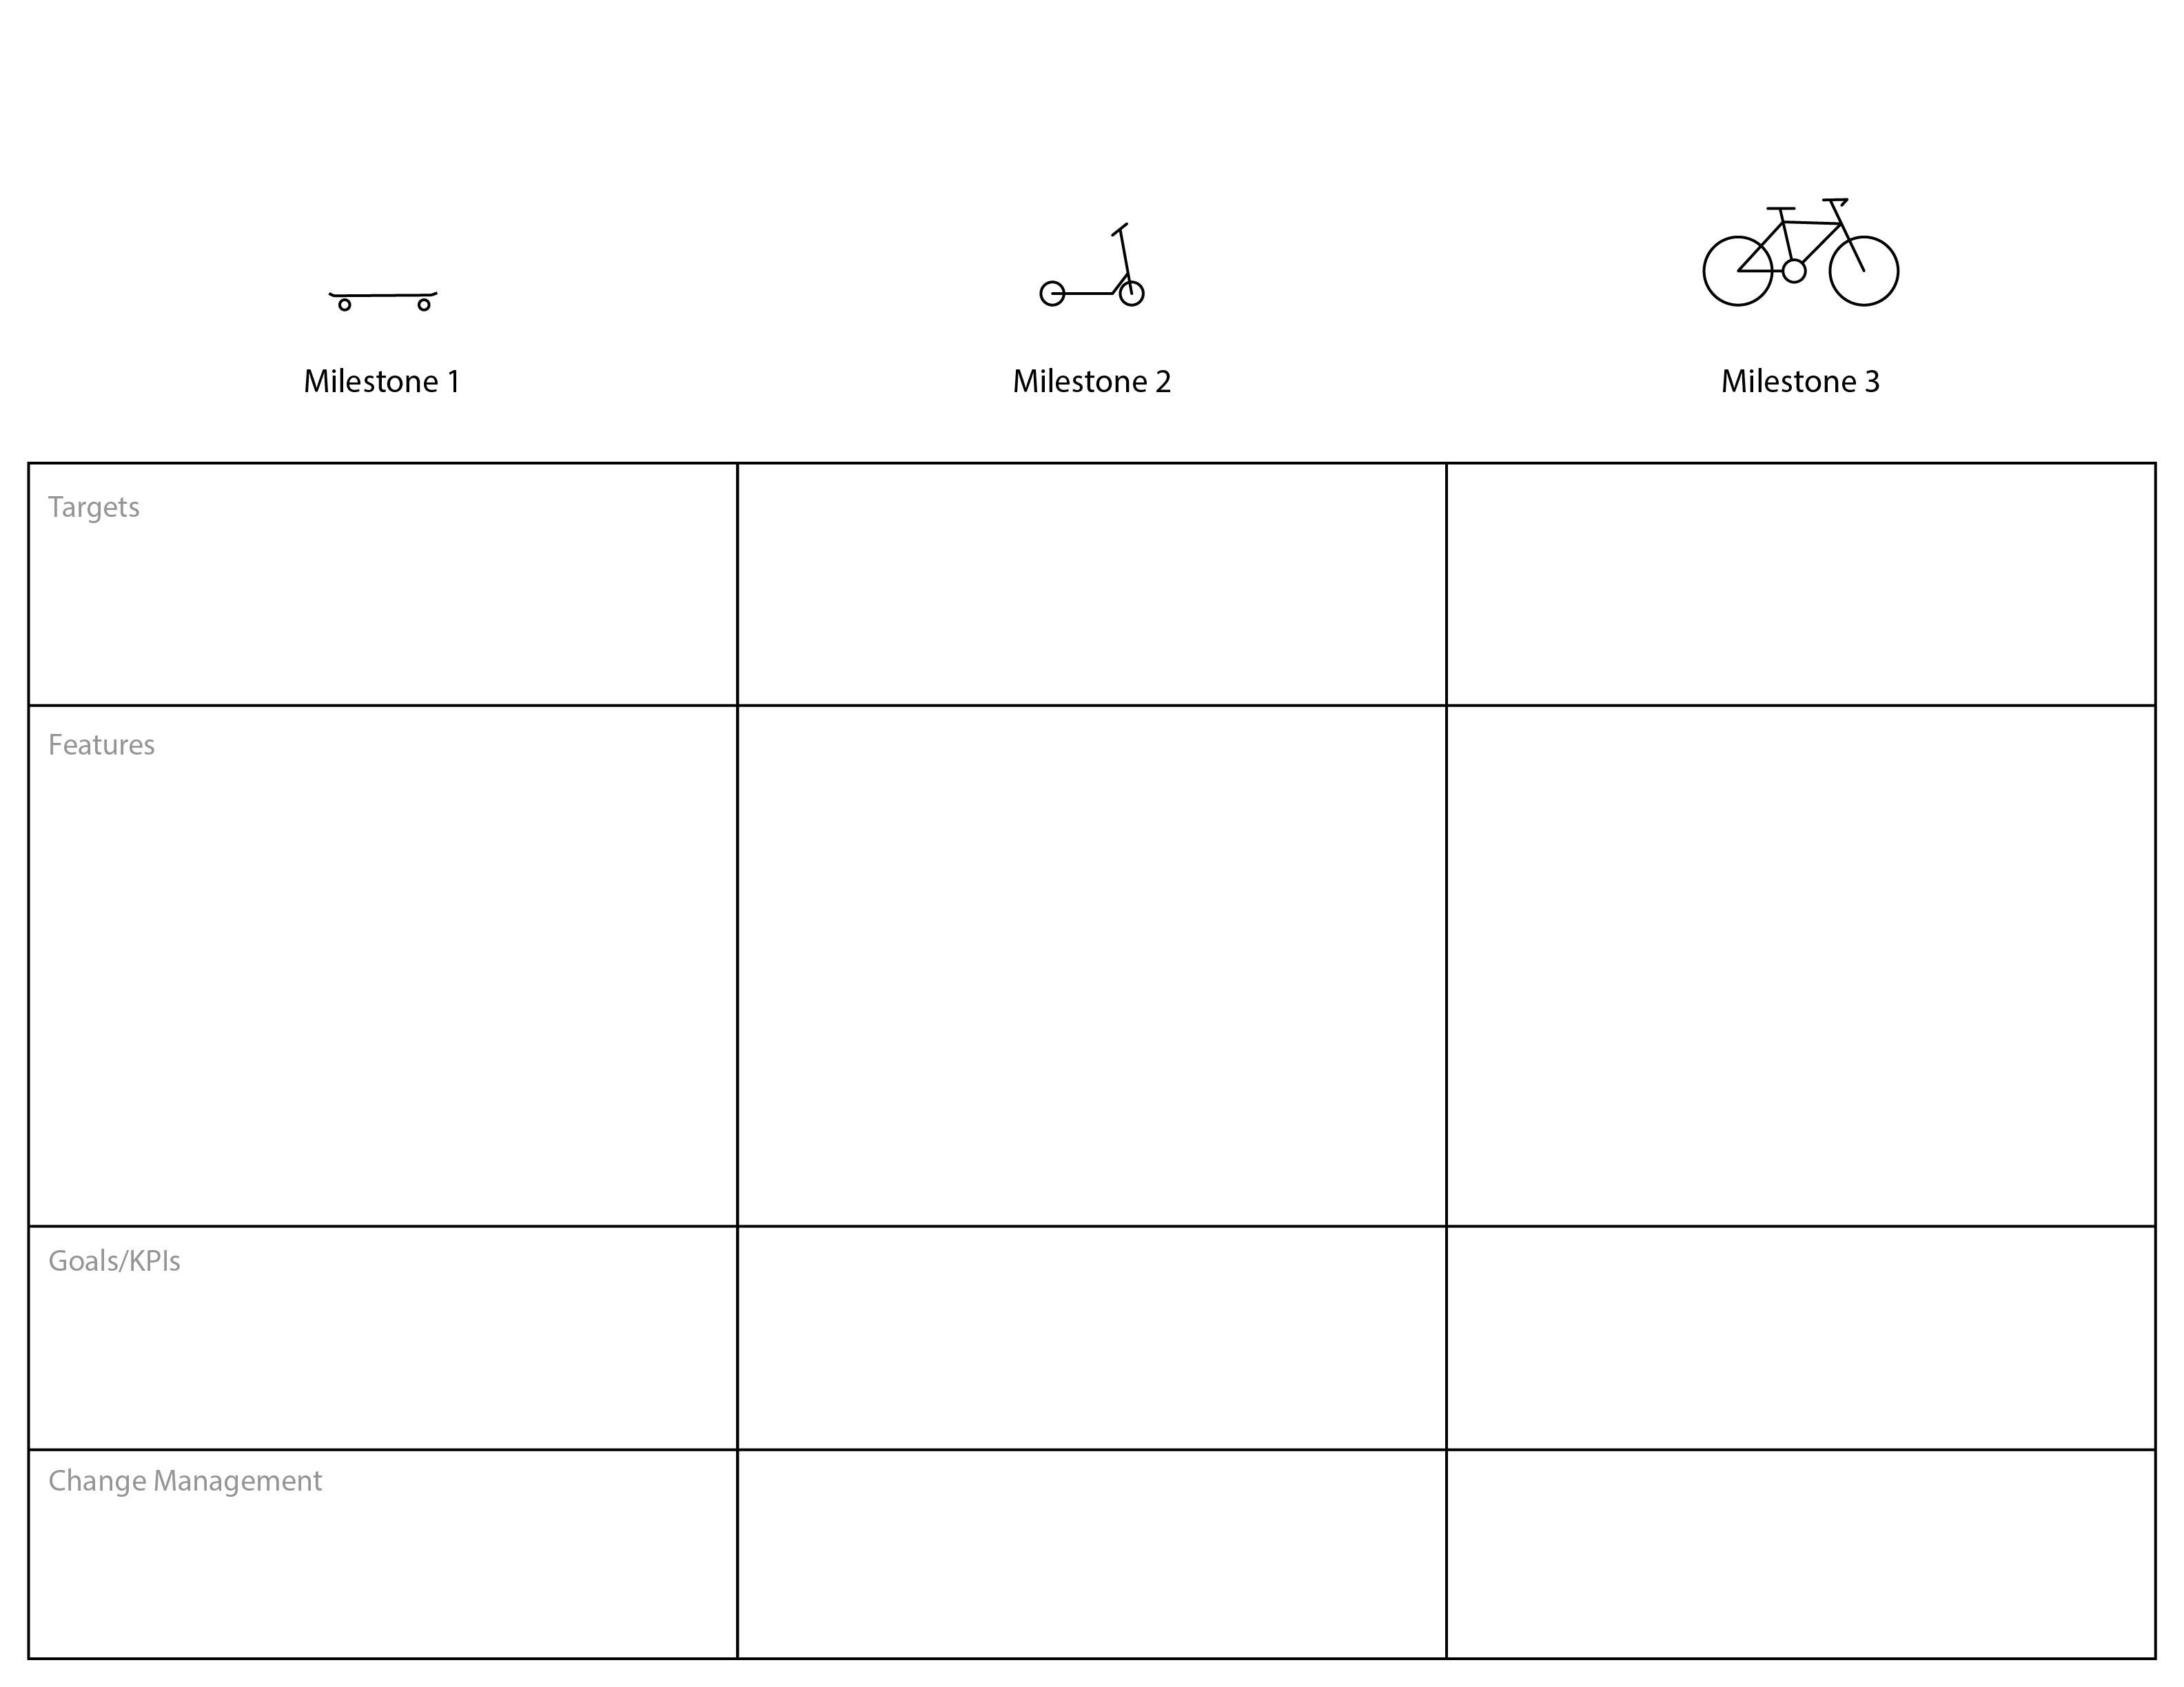 Milestone 1
Milestone 2
Milestone 3
Targets
Features
Goals/KPIs
Change Management